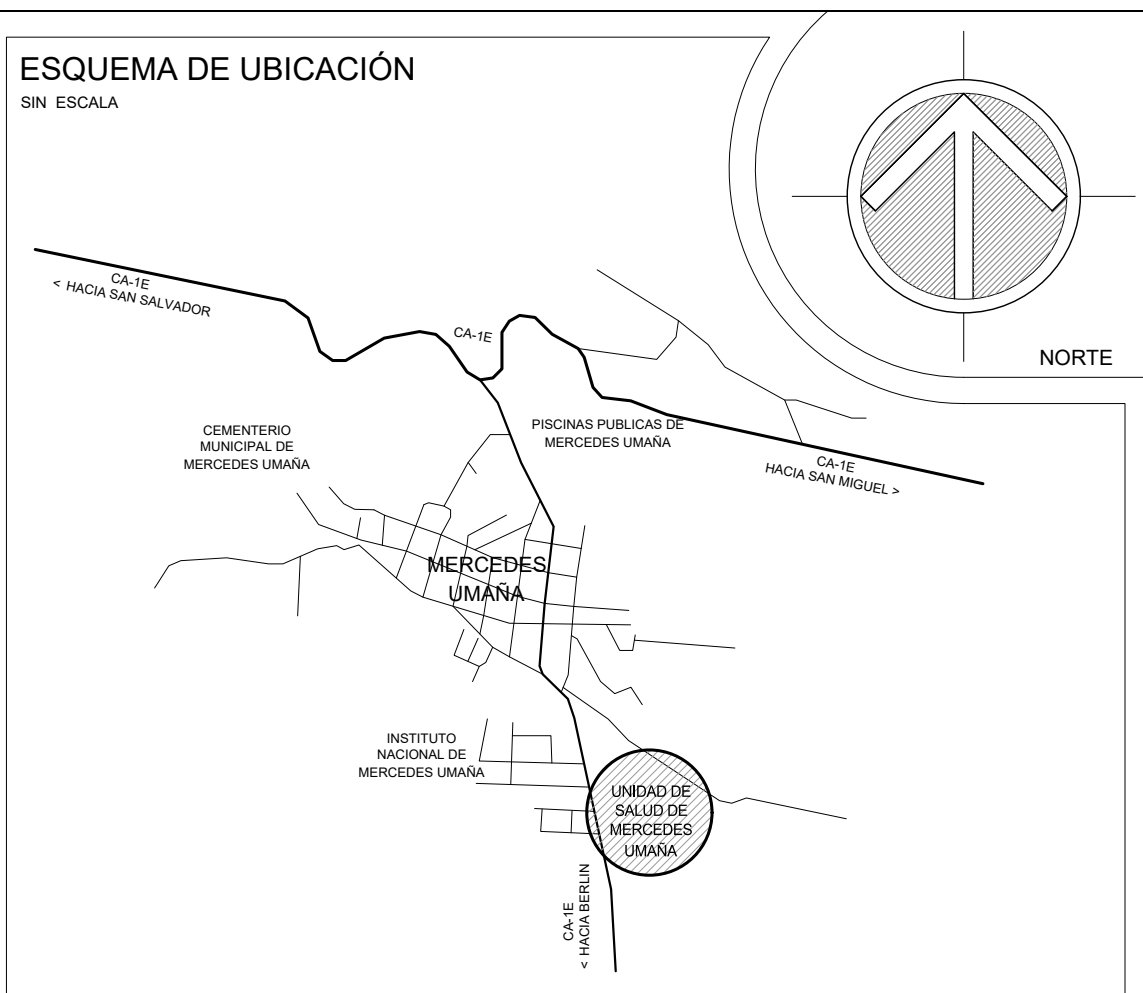 ESQUEMA DE UBICACIÓN
SIN ESCALA
NORTE
CA-1E
< HACIA SAN SALVADOR
CA-1E
CEMENTERIO
MUNICIPAL DE
MERCEDES UMAÑA
PISCINAS PUBLICAS DE
MERCEDES UMAÑA
CA-1E
HACIA SAN MIGUEL >
MERCEDES
UMAÑA
INSTITUTO
NACIONAL DE
MERCEDES UMAÑA
UNIDAD DE
SALUD DE
MERCEDES
UMAÑA
CA-1E
< HACIA BERLIN